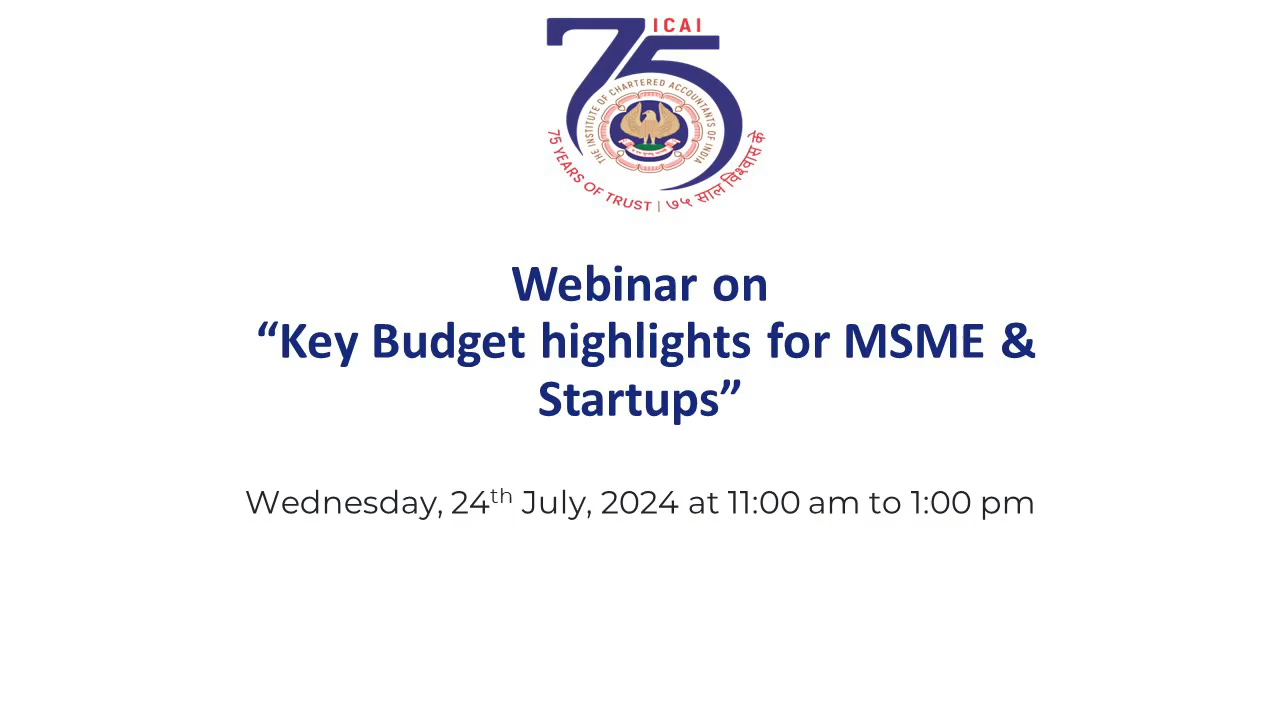 ICAI
75
THE INSTITUTE OF CHARTERED ACCOUNTANTS OF INDIA
75 YEARS OF TRUST | ७५ साल विश्वास के
Webinar on
“Key Budget highlights for MSME &
Startups”
Wednesday, 24th July, 2024 at 11:00 am to 1:00 pm